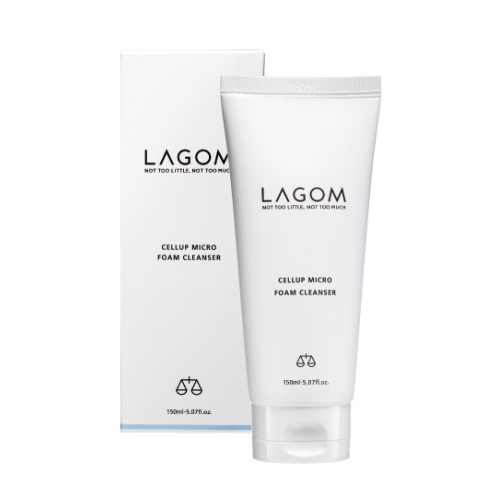 LAGOM
NOT TOO LITTLE, NOT TOO MUCH
CELLUP MICRO
FOAM CLEANSER
150ml-5.07fl.oz.
LAGOM
NOT TOO LITTLE, NOT TOO MUCH
CELLUP MICRO
FOAM CLEANSER
150ml-5.07fl.oz.